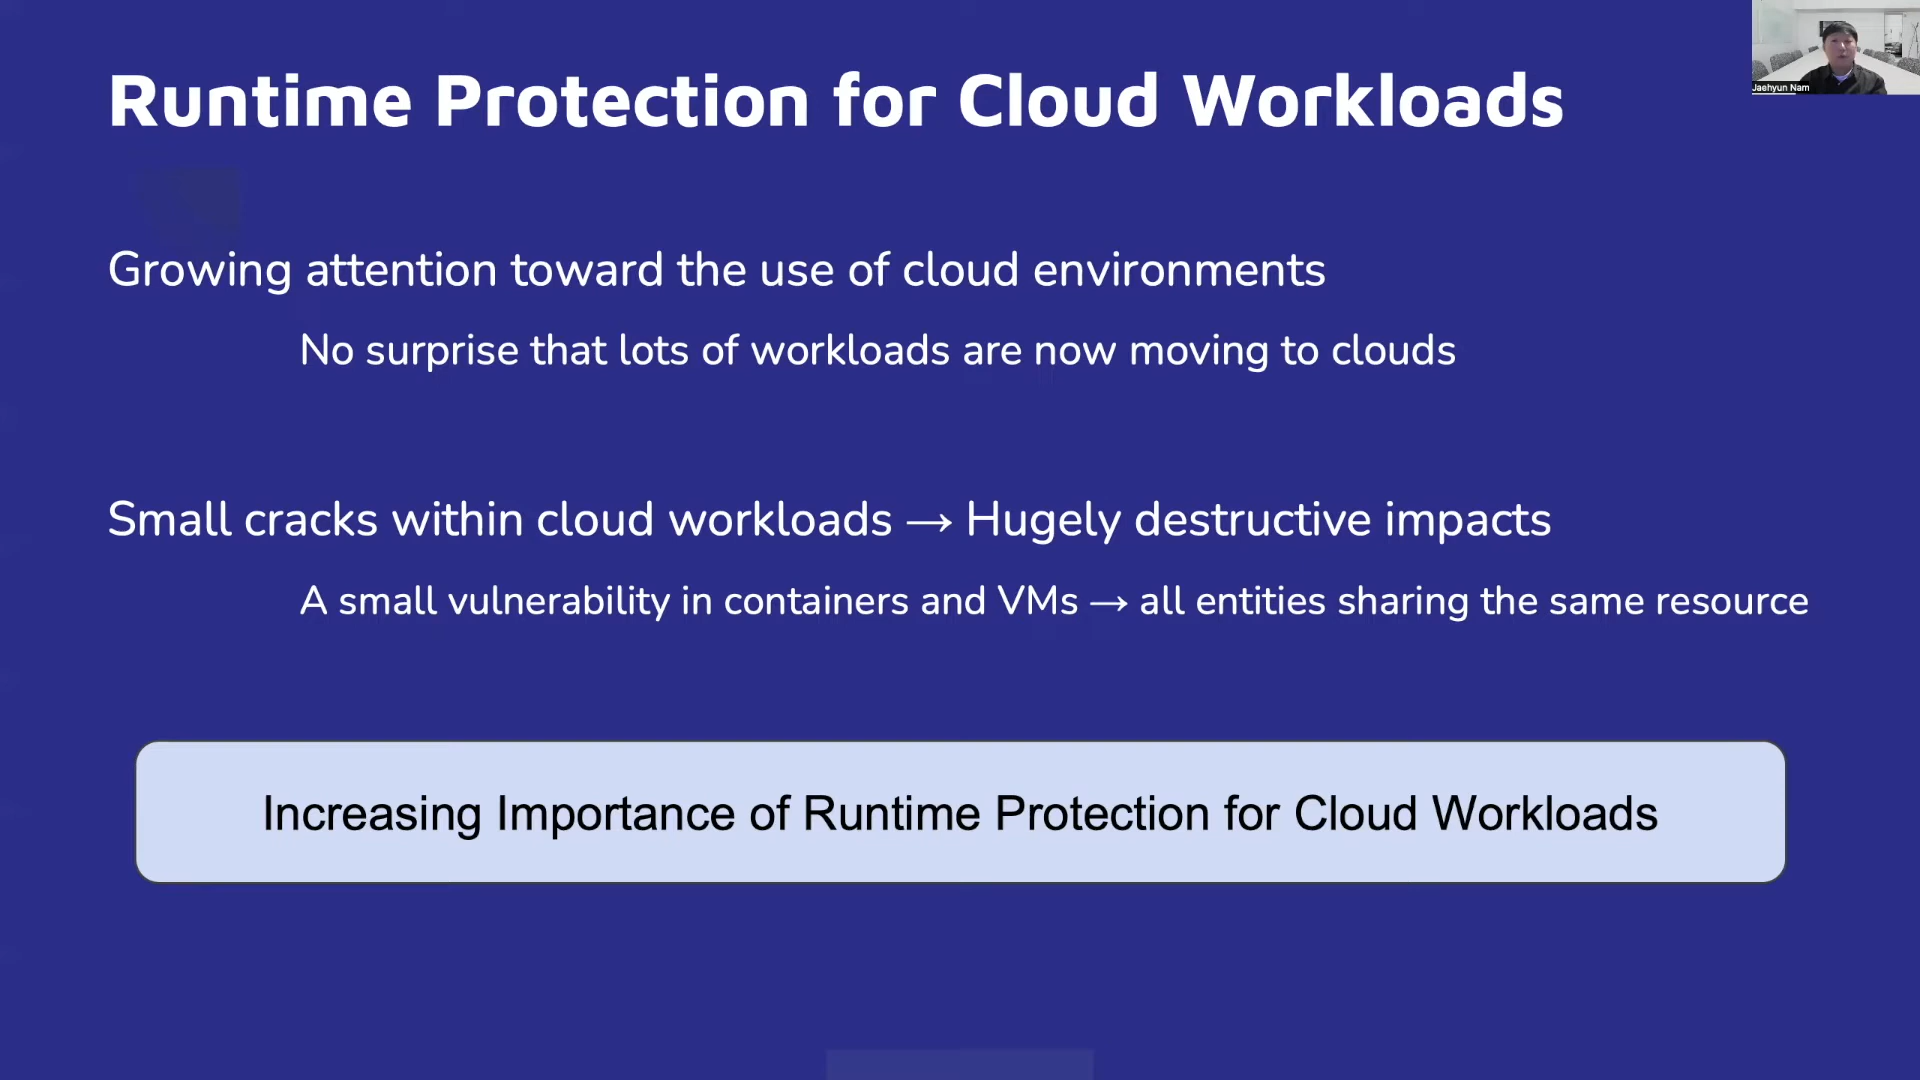 Runtime Protection for Cloud Workloads
Jaehyun Nam
Growing attention toward the use of cloud environments
No surprise that lots of workloads are now moving to clouds
Small cracks within cloud workloads → Hugely destructive impacts
A small vulnerability in containers and VMs → all entities sharing the same resource
Increasing Importance of Runtime Protection for Cloud Workloads